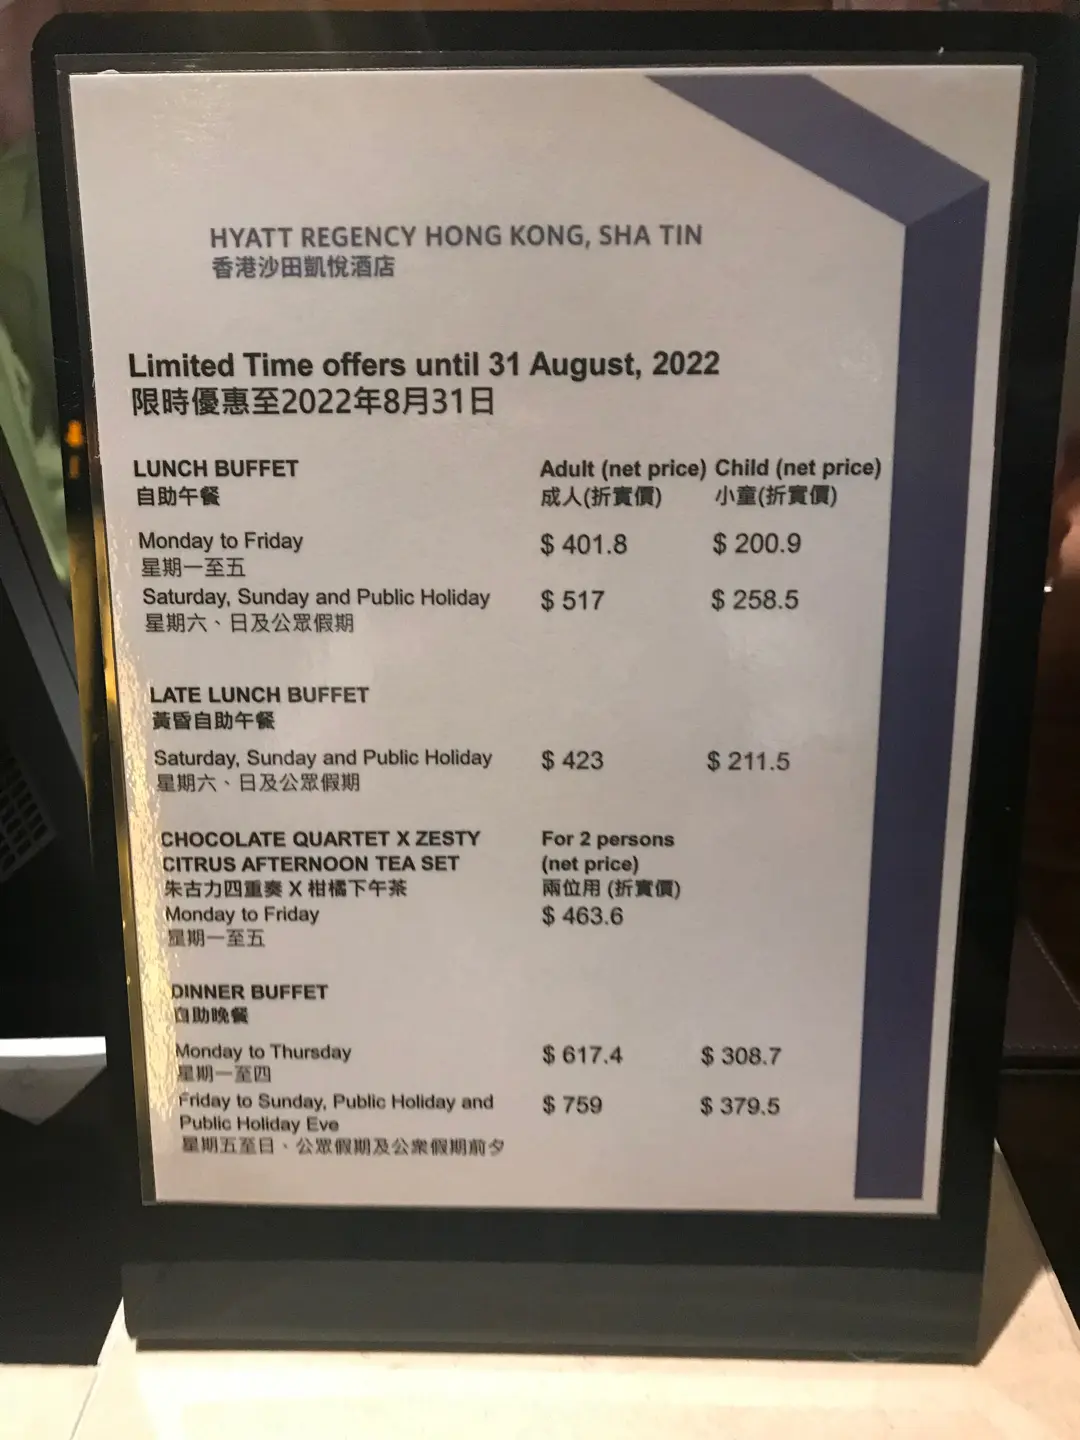 HYATT REGENCY HONG KONG, SHA TIN
香港沙田凱悅酒店
Limited Time offers until 31 August, 2022
限時優惠至2022年8月31日
LUNCH BUFFET Adult (net price) Child (net price)
自助午餐 成人(折實價) 小童(折實價)
Monday to Friday $ 401.8 $ 200.9
星期一至五
Saturday, Sunday and Public Holiday $ 517 $ 258.5
星期六、日及公眾假期
LATE LUNCH BUFFET
黃昏自助午餐
Saturday, Sunday and Public Holiday $ 423 $ 211.5
星期六、日及公眾假期
CHOCOLATE QUARTET X ZESTY For 2 persons
CITRUS AFTERNOON TEA SET (net price)
朱古力四重奏 X 柑橘下午茶 兩位用 (折實價)
Monday to Friday $ 463.6
星期一至五
DINNER BUFFET
自助晚餐
Monday to Thursday $ 617.4 $ 308.7
星期一至四
Friday to Sunday, Public Holiday and $ 759 $ 379.5
Public Holiday Eve
星期五至日、公眾假期及公衆假期前夕